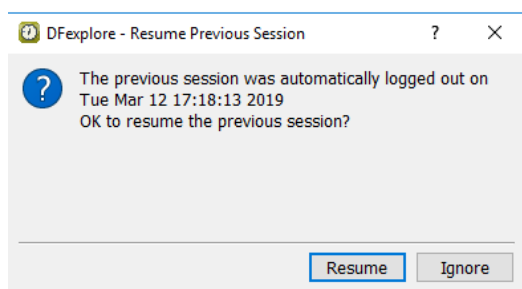 DFexplore - Resume Previous Session ? ×
?
The previous session was automatically logged out on
Tue Mar 12 17:18:13 2019
OK to resume the previous session?
Resume Ignore